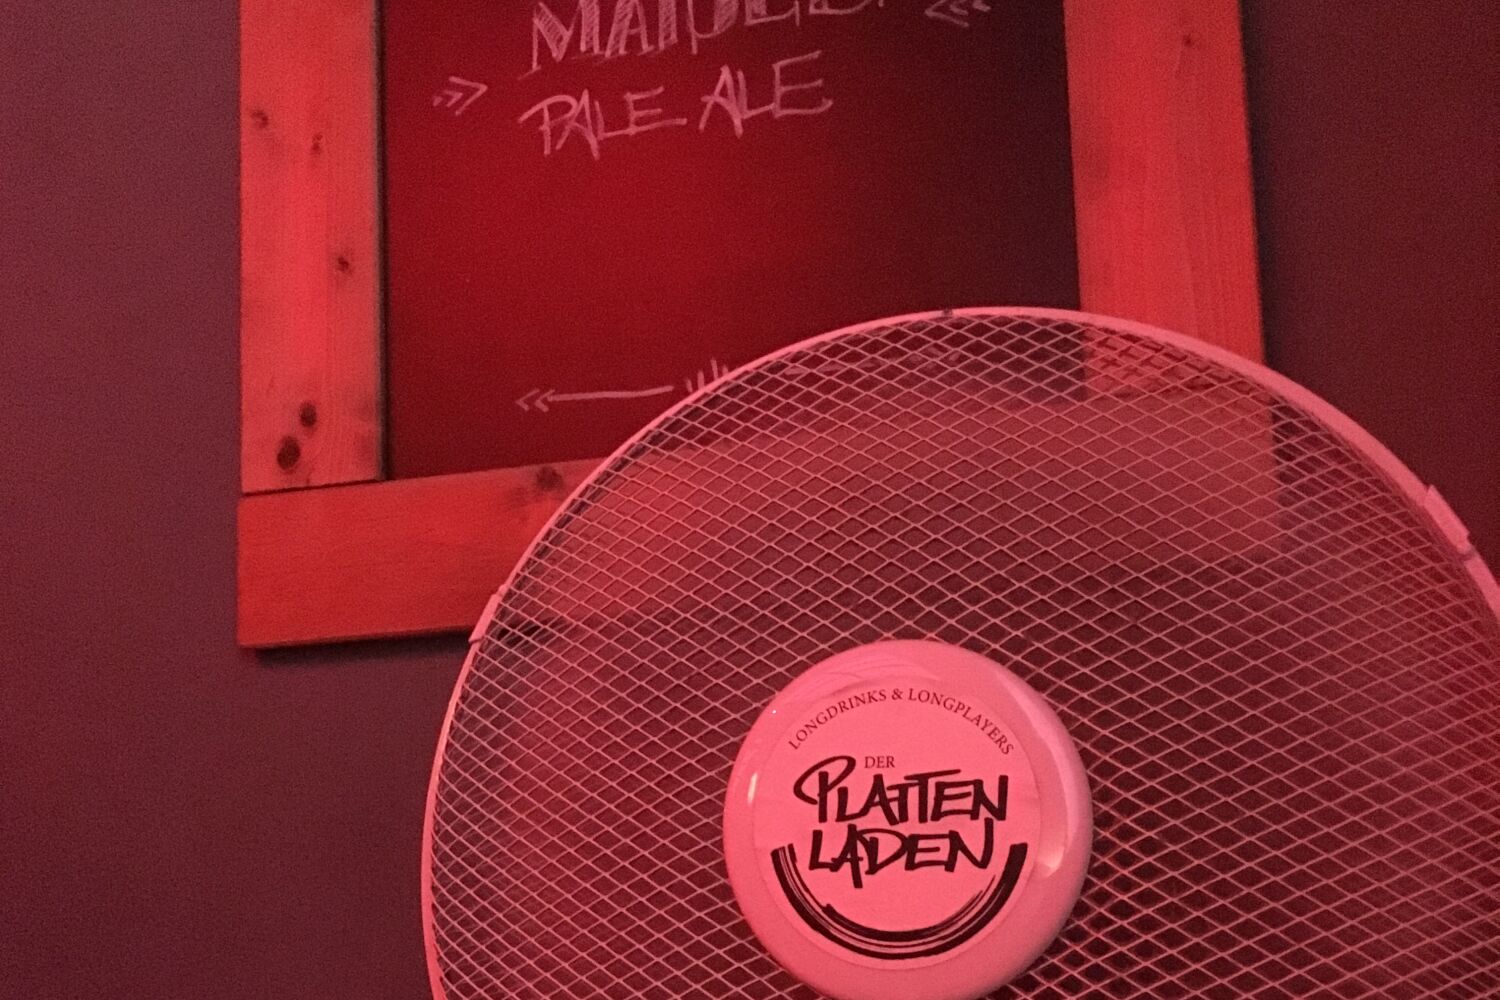 PALE ALE
LONGDRINKS & LONGPLAYERS
DER
PLATTEN
LADEN